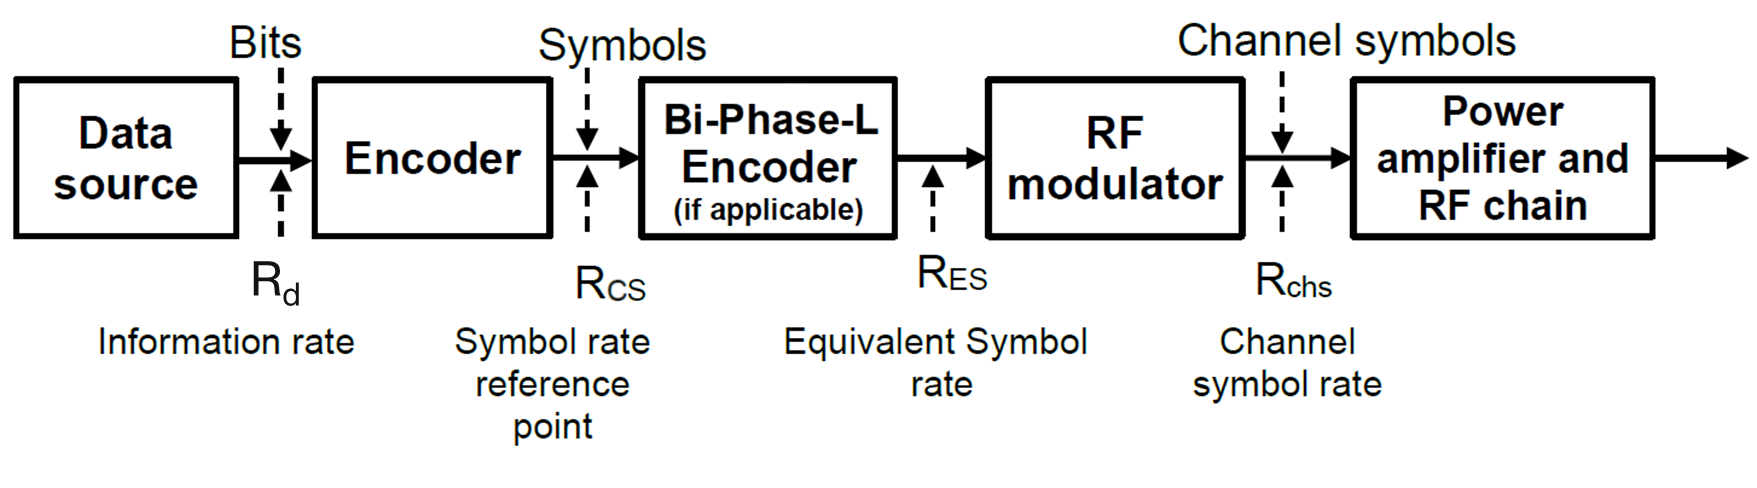 Bits
Symbols
Channel symbols
Data
source
Encoder
Bi-Phase-L
Encoder
(if applicable)
RF
modulator
Power
amplifier and
RF chain
Rd
RCS
RES
Rchs
Information rate
Symbol rate
reference
point
Equivalent Symbol
rate
Channel
symbol rate